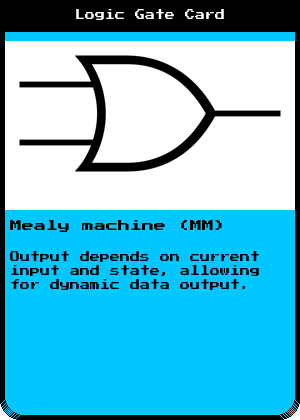 Logic Gate Card
Mealy machine (MM)
Output depends on current
input and state, allowing
for dynamic data output.